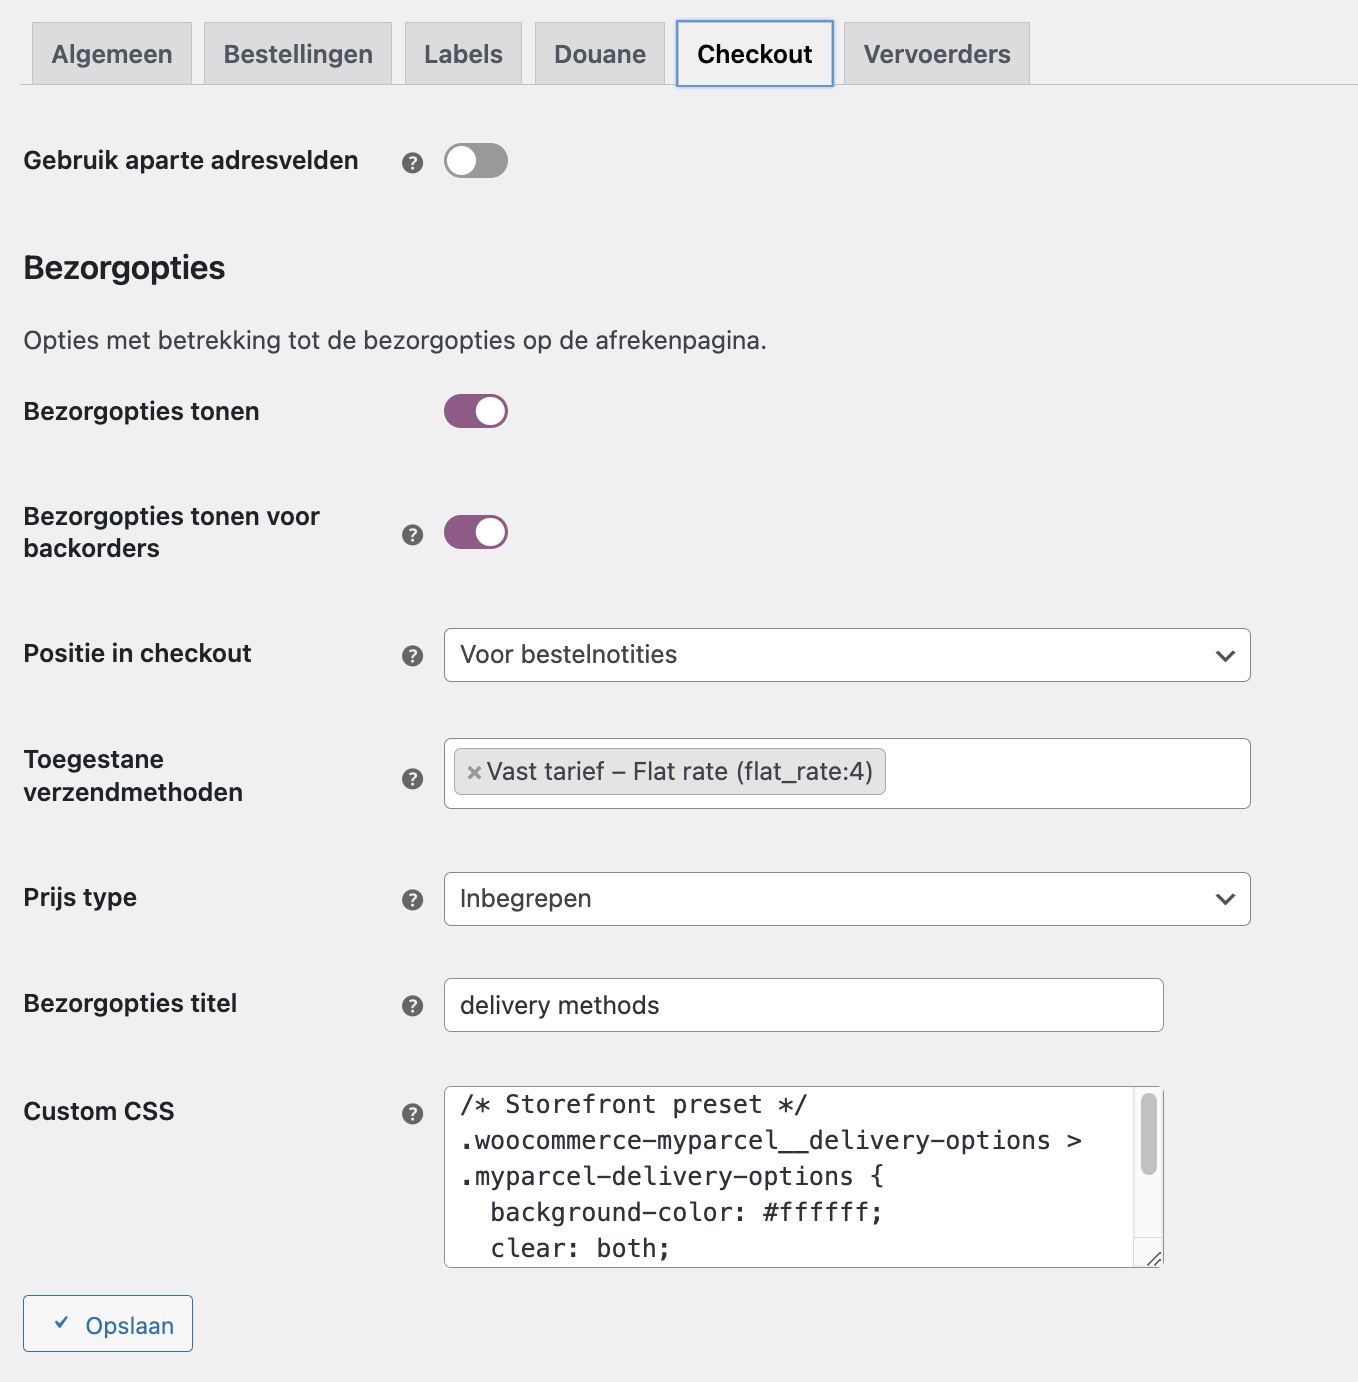 Algemeen Bestellingen Labels Douane Checkout Vervoerders
Gebruik aparte adresvelden ?
Bezorgopties
Opties met betrekking tot de bezorgopties op de afrekenpagina.
Bezorgopties tonen
Bezorgopties tonen voor
backorders ?
Positie in checkout ? Voor bestelnotities
Toegestane
verzendmethoden ? × Vast tarief – Flat rate (flat_rate:4)
Prijs type ? Inbegrepen
Bezorgopties titel ? delivery methods
Custom CSS ? /* Storefront preset */
.woocommerce-myparcel__delivery-options >
.myparcel-delivery-options {
background-color: #ffffff;
clear: both;
Opslaan